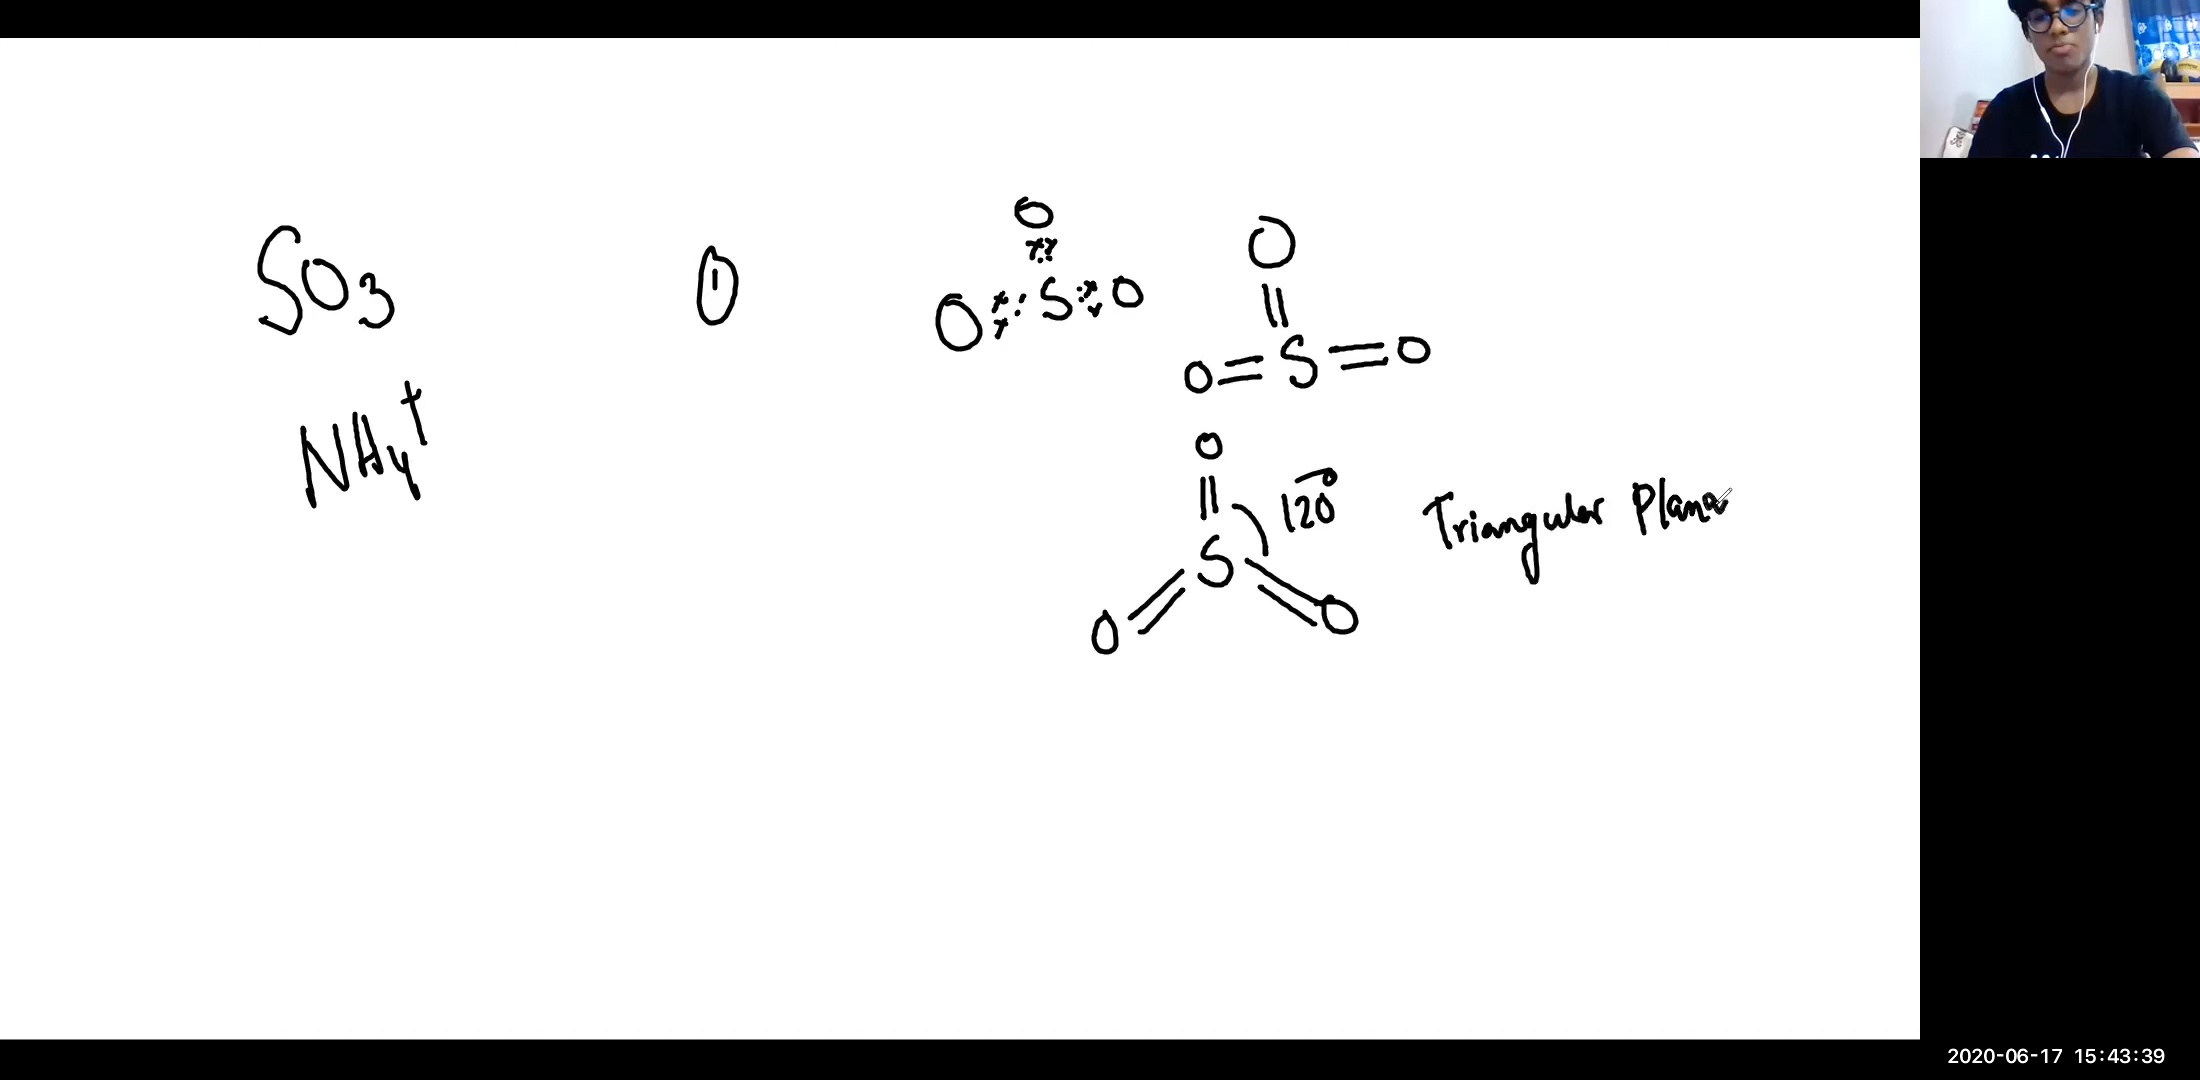 SO3
NH4+
①
O
O S O
O
O=S=O
O
120°
Triangular Plana
S
O O
2020-06-17 15:43:39